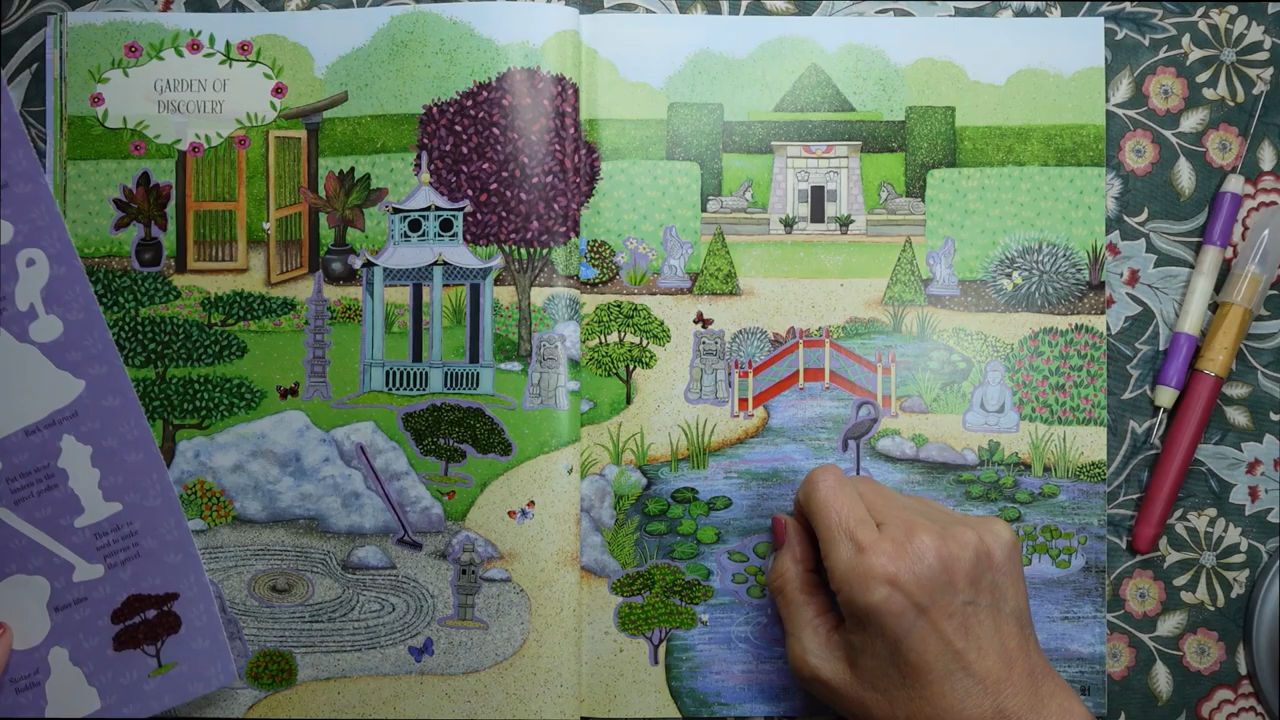 GARDEN OF
DISCOVERY
Rock and gravel
Put this stone
lantern in the
gravel garden
This rake is
used to make
patterns in
the gravel
Water lilies
Statue of
Buddha
21